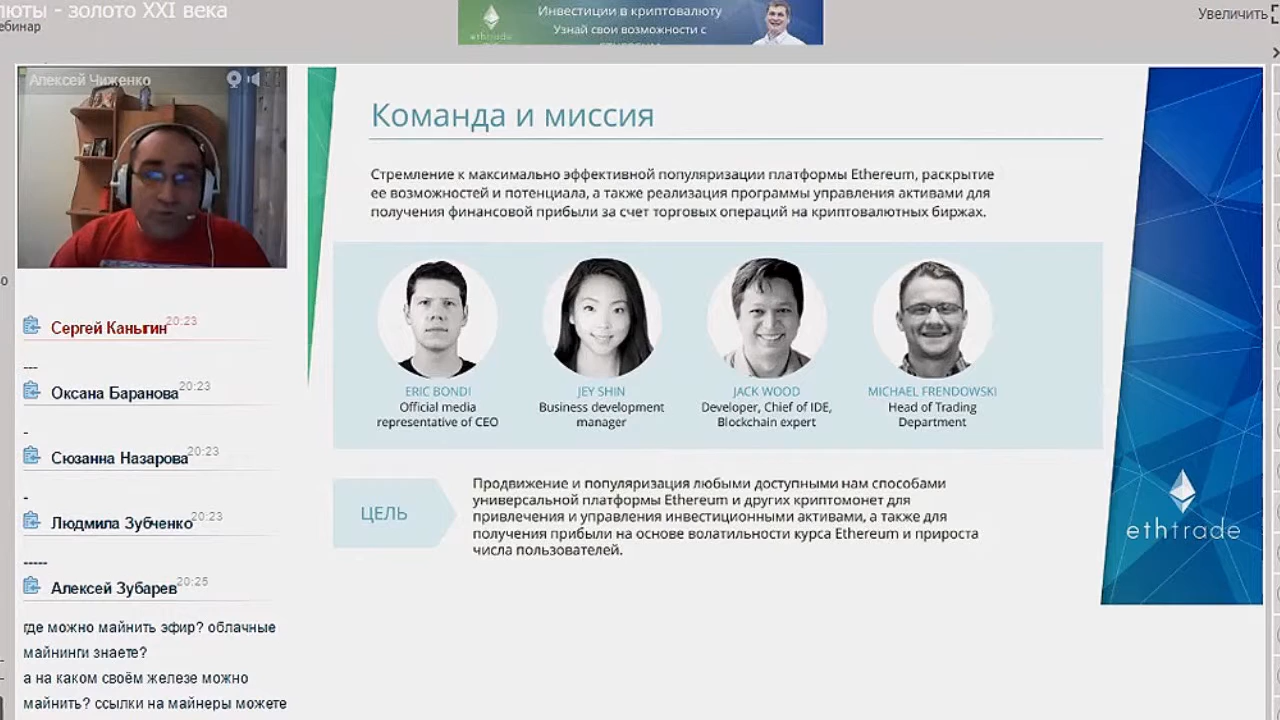 люты - золото XXI века
ебинар
Инвестиции в криптовалюту
Узнай свои возможности с
ethtrade
Увеличить
Алексей Чиженко
Сергей Каныгин 20:23
---
Оксана Баранова 20:23
-
Сюзанна Назарова 20:23
-
Людмила Зубченко 20:23
-----
Алексей Зубарев 20:25
где можно майнить эфир? облачные
майнинги знаете?
а на каком своём железе можно
майнить? ссылки на майнеры можете
Команда и миссия
Стремление к максимально эффективной популяризации платформы Ethereum, раскрытие
ее возможностей и потенциала, а также реализация программы управления активами для
получения финансовой прибыли за счет торговых операций на криптовалютных биржах.
ERIC BONDI
Official media
representative of CEO
JEY SHIN
Business development
manager
JACK WOOD
Developer, Chief of IDE,
Blockchain expert
MICHAEL FRENDOWSKI
Head of Trading
Department
ЦЕЛЬ
Продвижение и популяризация любыми доступными нам способами
универсальной платформы Ethereum и других криптомонет для
привлечения и управления инвестиционными активами, а также для
получения прибыли на основе волатильности курса Ethereum и прироста
числа пользователей.
ethtrade